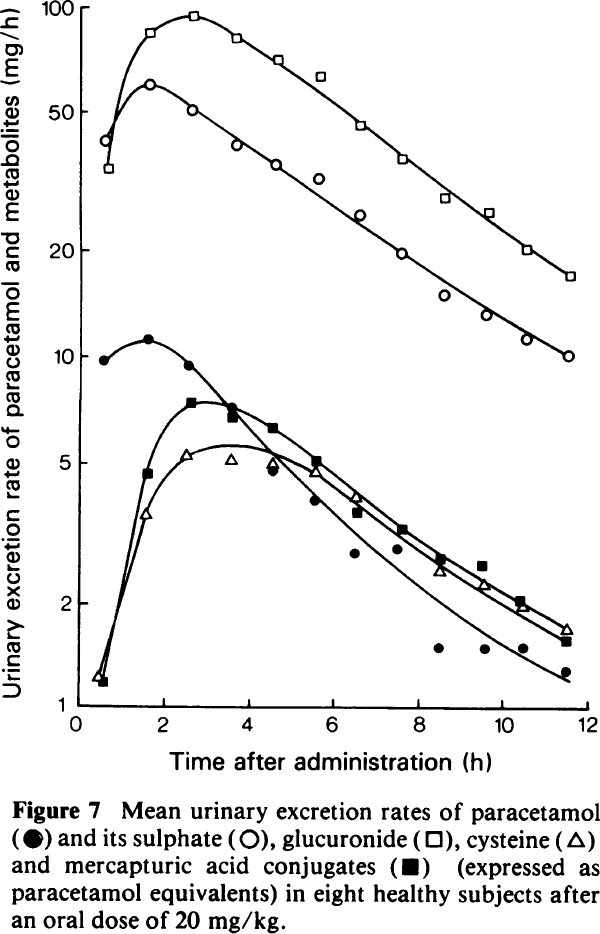 Urinary excretion rate of paracetamol and metabolites (mg/h)
100
50
20
10
5
2
1
0 2 4 6 8 10 12
Time after administration (h)
Figure 7 Mean urinary excretion rates of paracetamol
(●) and its sulphate (○), glucuronide (□), cysteine (△)
and mercapturic acid conjugates (■) (expressed as
paracetamol equivalents) in eight healthy subjects after
an oral dose of 20 mg/kg.